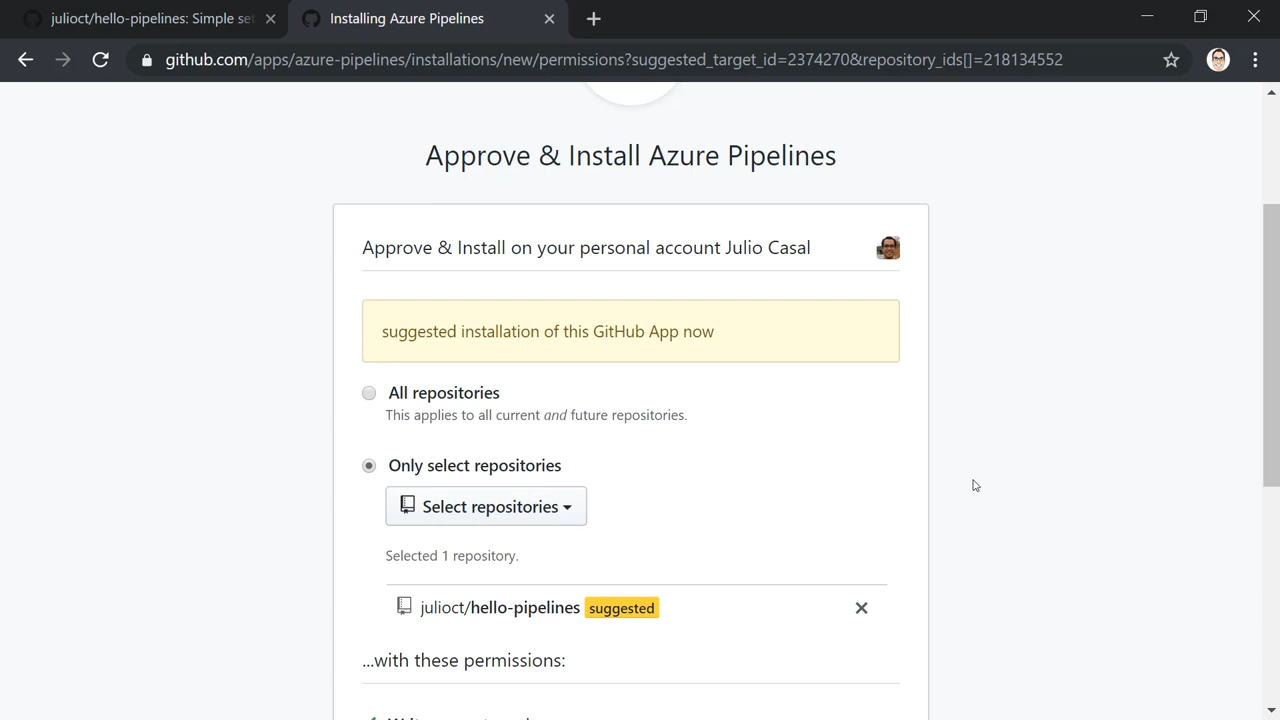 julioct/hello-pipelines: Simple set
Installing Azure Pipelines
github.com/apps/azure-pipelines/installations/new/permissions?suggested_target_id=2374270&repository_ids[]=218134552
Approve & Install Azure Pipelines
Approve & Install on your personal account Julio Casal
suggested installation of this GitHub App now
All repositories
This applies to all current and future repositories.
Only select repositories
Select repositories
Selected 1 repository.
julioct/hello-pipelines suggested
...with these permissions: